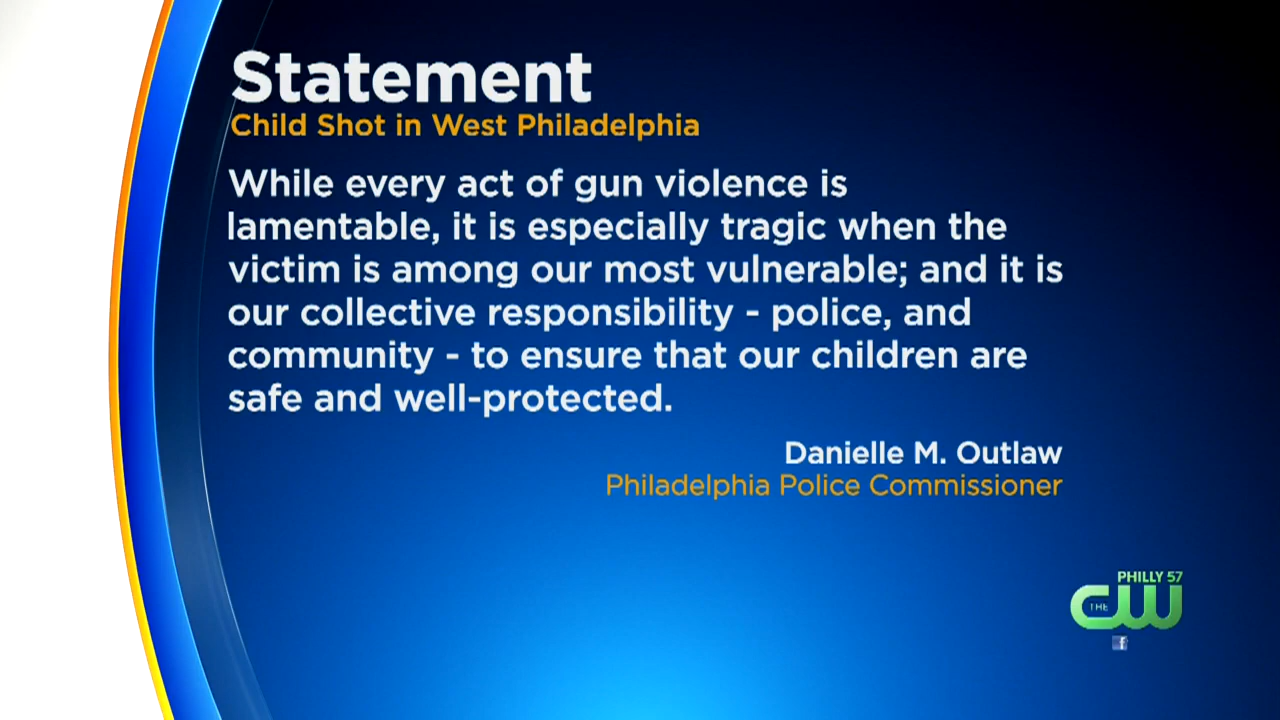 Statement
Child Shot in West Philadelphia
While every act of gun violence is
lamentable, it is especially tragic when the
victim is among our most vulnerable; and it is
our collective responsibility - police, and
community - to ensure that our children are
safe and well-protected.
Danielle M. Outlaw
Philadelphia Police Commissioner
PHILLY 57
THE CW
f